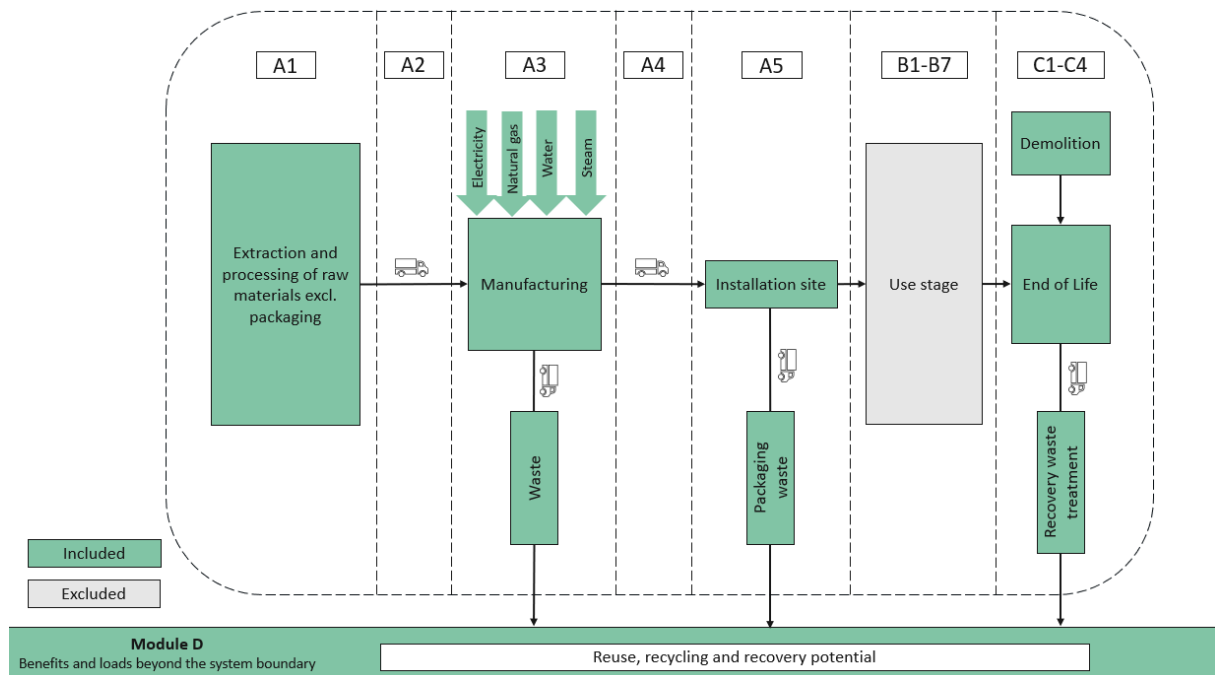 A1
A2
A3
A4
A5
B1-B7
C1-C4
Electricity
Natural gas
Water
Steam
Demolition
Extraction and
processing of raw
materials excl.
packaging
Manufacturing
Installation site
Use stage
End of Life
Waste
Packaging
waste
Recovery waste
treatment
Included
Excluded
Module D
Benefits and loads beyond the system boundary
Reuse, recycling and recovery potential